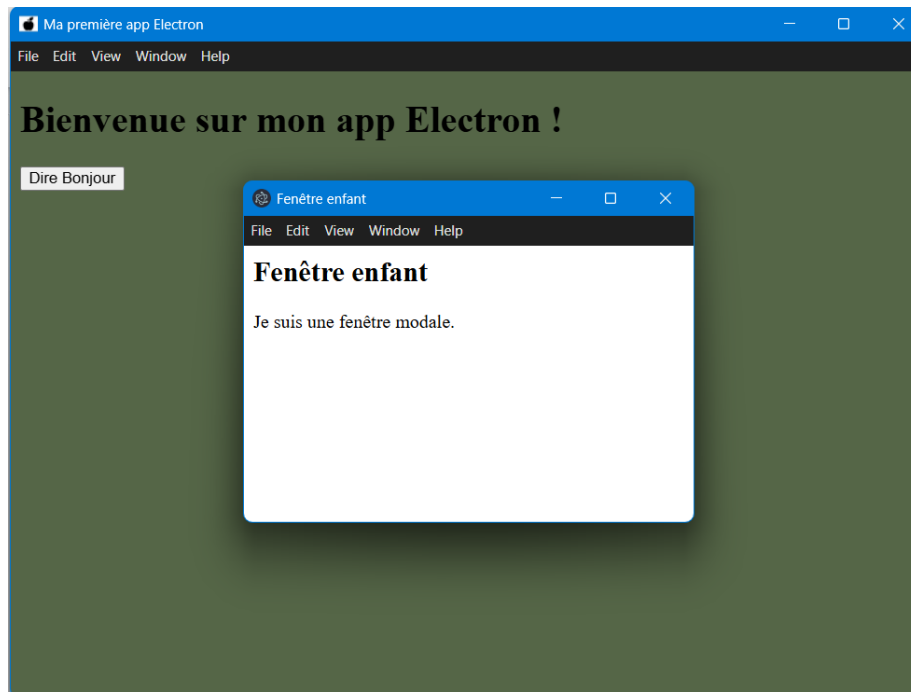 Ma première app Electron
File Edit View Window Help
Bienvenue sur mon app Electron !
Dire Bonjour
Fenêtre enfant
File Edit View Window Help
Fenêtre enfant
Je suis une fenêtre modale.